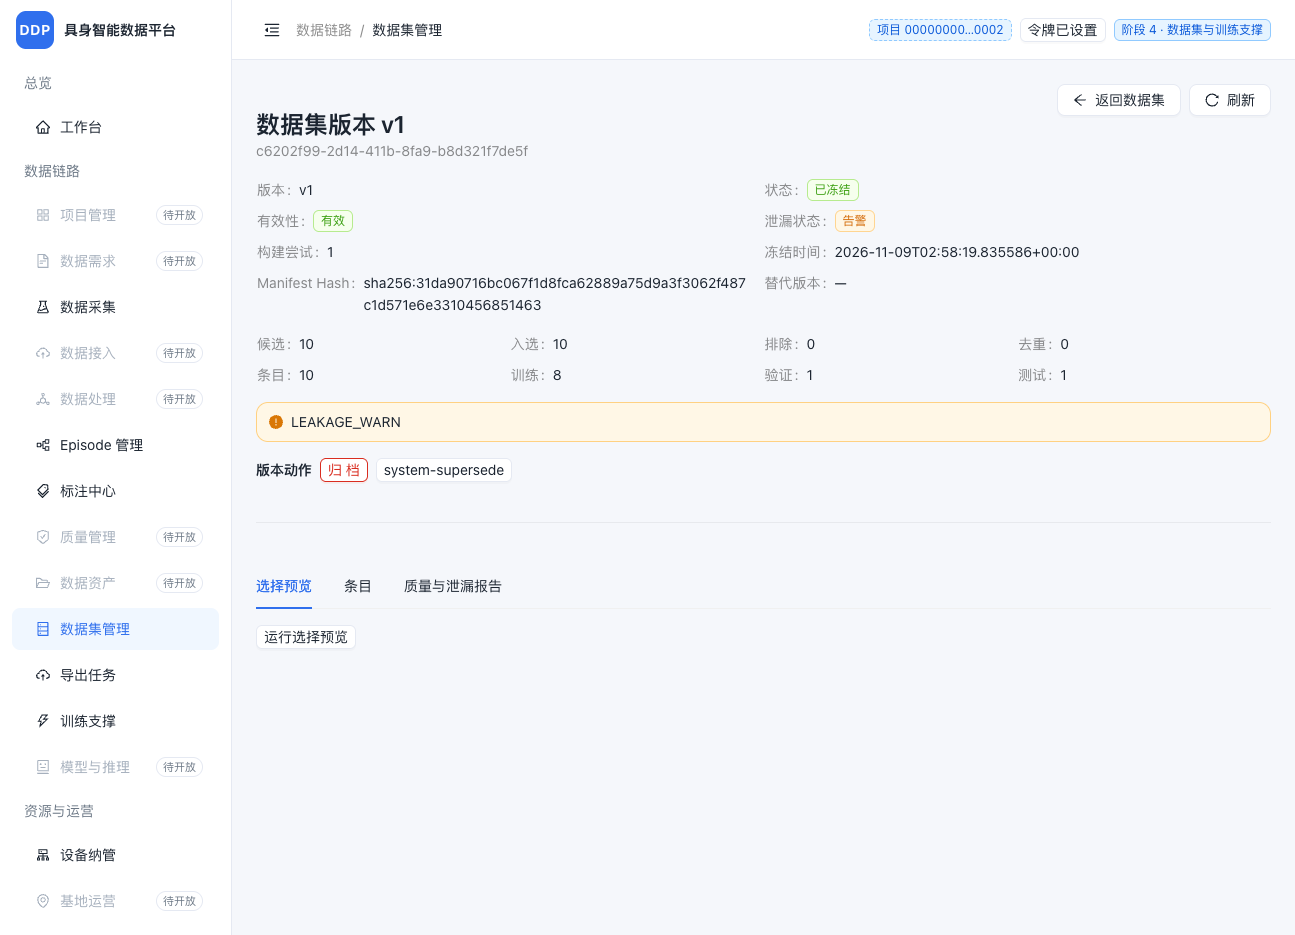 DDP 具身智能数据平台
总览
工作台
数据链路
项目管理 待开放
数据需求 待开放
数据采集
数据接入 待开放
数据处理 待开放
Episode 管理
标注中心
质量管理 待开放
数据资产 待开放
数据集管理
导出任务
训练支撑
模型与推理 待开放
资源与运营
设备纳管
基地运营 待开放
数据链路 / 数据集管理
项目 00000000...0002 令牌已设置 阶段 4 · 数据集与训练支撑
返回数据集 刷新
数据集版本 v1
c6202f99-2d14-411b-8fa9-b8d321f7de5f
版本: v1 状态: 已冻结
有效性: 有效 泄漏状态: 告警
构建尝试: 1 冻结时间: 2026-11-09T02:58:19.835586+00:00
Manifest Hash: sha256:31da90716bc067f1d8fca62889a75d9a3f3062f487 替代版本: —
c1d571e6e3310456851463
候选: 10 入选: 10 排除: 0 去重: 0
条目: 10 训练: 8 验证: 1 测试: 1
LEAKAGE_WARN
版本动作 归 档 system-supersede
选择预览 条目 质量与泄漏报告
运行选择预览